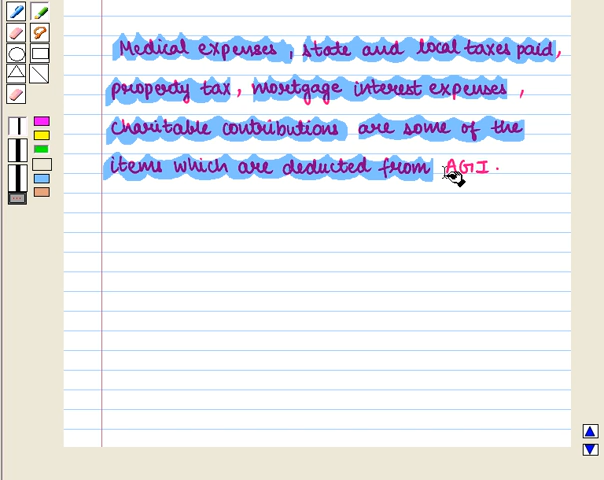 Medical expenses, state and local taxes paid,
property tax, mortgage interest expenses,
charitable contributions are some of the
items which are deducted from AGI.